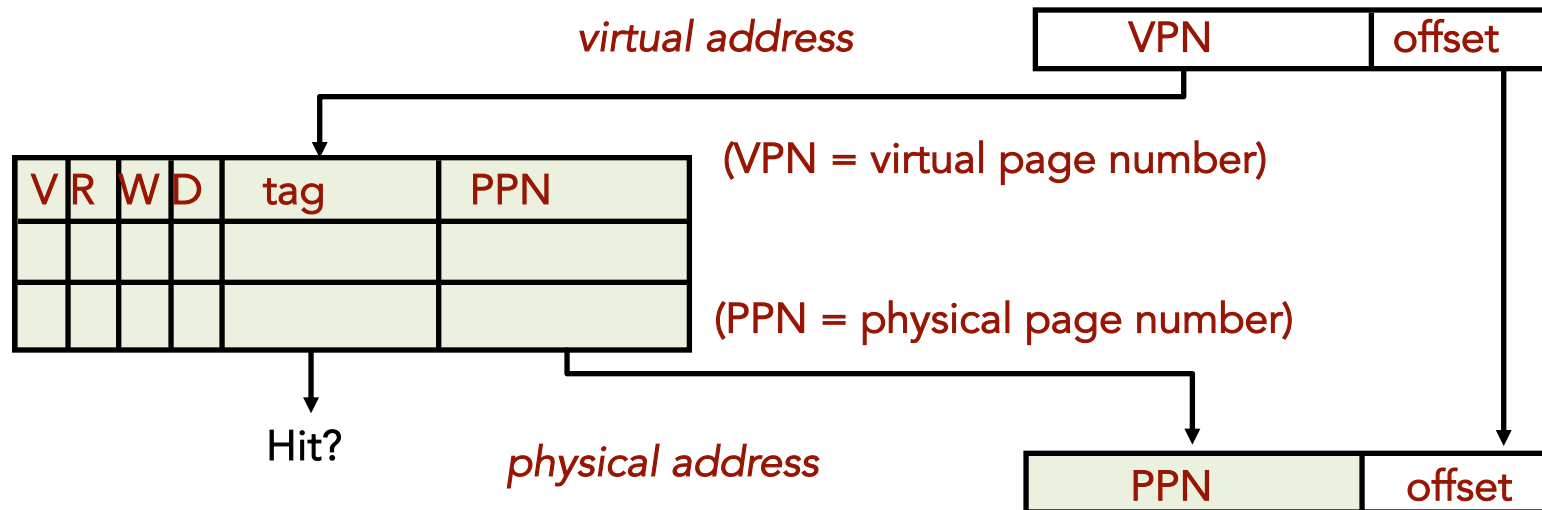 virtual address
VPN offset
(VPN = virtual page number)
V R W D tag PPN
(PPN = physical page number)
Hit?
physical address
PPN offset